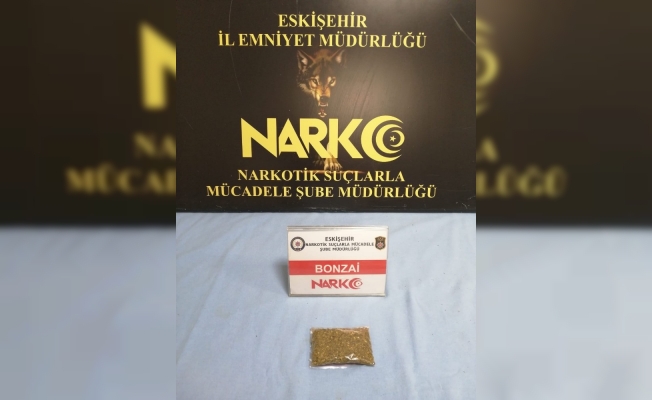 ESKİŞEHİR
İL EMNİYET MÜDÜRLÜĞÜ
NARKO
NARKOTİK SUÇLARLA
MÜCADELE ŞUBE MÜDÜRLÜĞÜ
ESKİŞEHİR
NARKOTİK SUÇLARLA MÜCADELE
ŞUBE MÜDÜRLÜĞÜ
BONZAİ
NARKO